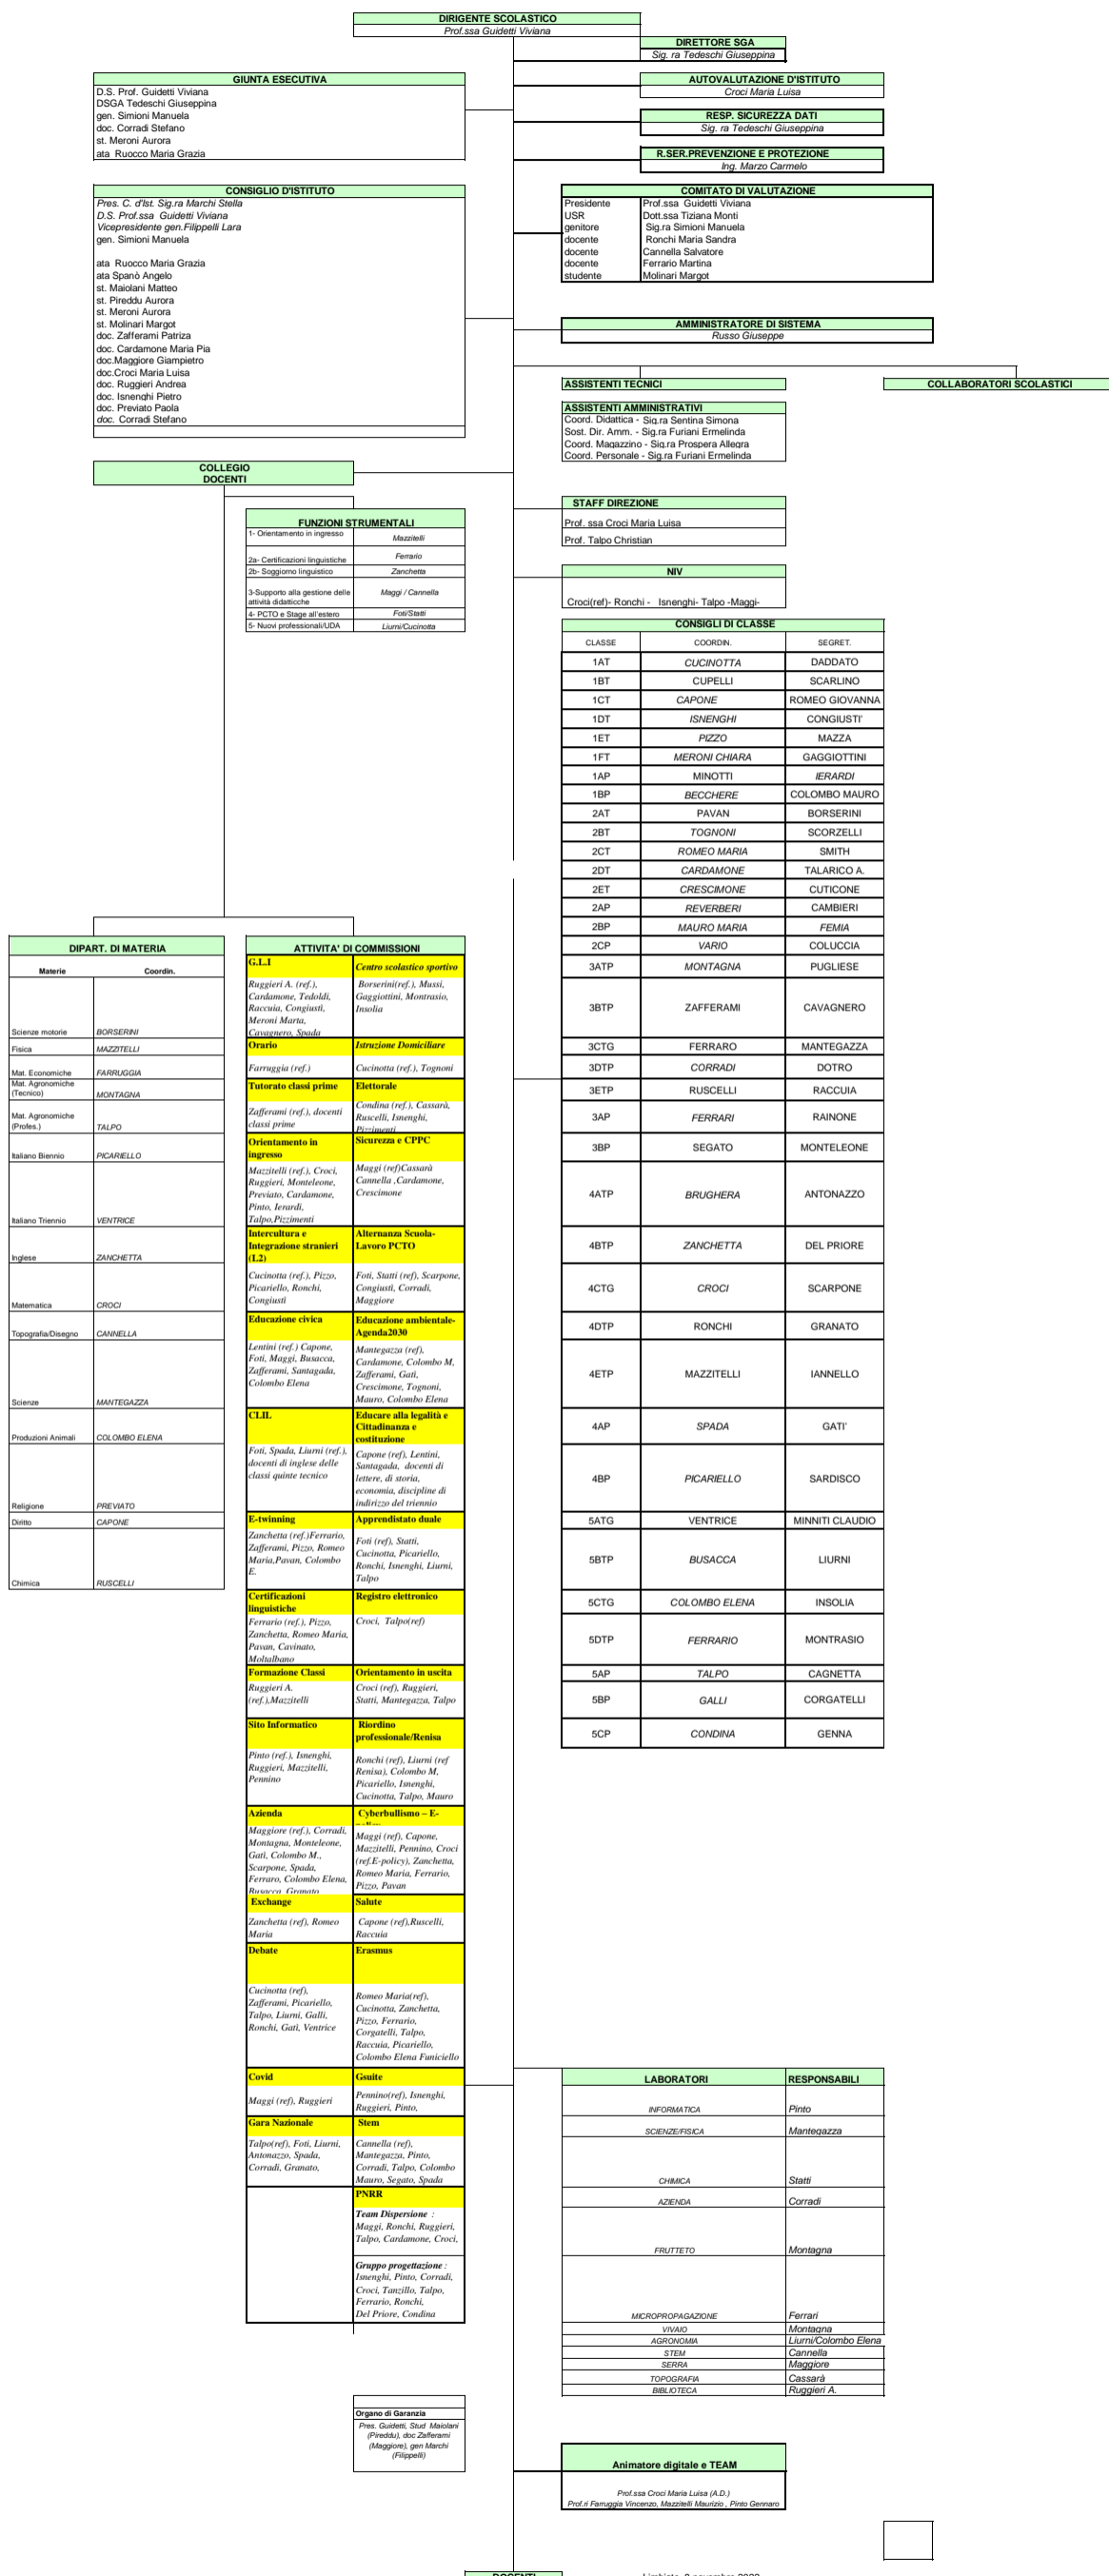 DIRIGENTE SCOLASTICO
Prof.ssa Guidetti Viviana
DIRETTORE SGA
Sig. ra Tedeschi Giuseppina
GIUNTA ESECUTIVA
D.S. Prof. Guidetti Viviana
DSGA Tedeschi Giuseppina
gen. Simioni Manuela
doc. Corradi Stefano
st. Meroni Aurora
ata Ruocco Maria Grazia
AUTOVALUTAZIONE D'ISTITUTO
Croci Maria Luisa
RESP. SICUREZZA DATI
Sig. ra Tedeschi Giuseppina
R.SER.PREVENZIONE E PROTEZIONE
Ing. Marzo Carmelo
CONSIGLIO D'ISTITUTO
Pres. C. d'Ist. Sig.ra Marchi Stella
D.S. Prof.ssa Guidetti Viviana
Vicepresidente gen.Filippelli Lara
gen. Simioni Manuela
ata Ruocco Maria Grazia
ata Spanò Angelo
st. Maiolani Matteo
st. Pireddu Aurora
st. Meroni Aurora
st. Molinari Margot
doc. Zafferami Patriza
doc. Cardamone Maria Pia
doc.Maggiore Giampietro
doc.Croci Maria Luisa
doc. Ruggieri Andrea
doc. Isnenghi Pietro
doc. Previato Paola
doc. Corradi Stefano
COMITATO DI VALUTAZIONE
Presidente Prof.ssa Guidetti Viviana
USR Dott.ssa Tiziana Monti
genitore Sig.ra Simioni Manuela
docente Ronchi Maria Sandra
docente Cannella Salvatore
docente Ferrario Martina
studente Molinari Margot
AMMINISTRATORE DI SISTEMA
Russo Giuseppe
ASSISTENTI TECNICI
COLLABORATORI SCOLASTICI
ASSISTENTI AMMINISTRATIVI
Coord. Didattica - Sig.ra Sentina Simona
Sost. Dir. Amm. - Sig.ra Furiani Ermelinda
Coord. Magazzino - Sig.ra Prospera Allegra
Coord. Personale - Sig.ra Furiani Ermelinda
COLLEGIO
DOCENTI
STAFF DIREZIONE
Prof. ssa Croci Maria Luisa
Prof. Talpo Christian
FUNZIONI STRUMENTALI
1- Orientamento in ingresso Mazzitelli
2a- Certificazioni linguistiche Ferrario
2b- Soggiorno linguistico Zanchetta
3-Supporto alla gestione delle
attività didatticche Maggi / Cannella
4- PCTO e Stage all'estero Foti/Statti
5- Nuovi professionali/UDA Liurni/Cucinotta
NIV
Croci(ref)- Ronchi - Isnenghi- Talpo -Maggi-
CONSIGLI DI CLASSE
CLASSE COORDIN. SEGRET.
1AT CUCINOTTA DADDATO
1BT CUPELLI SCARLINO
1CT CAPONE ROMEO GIOVANNA
1DT ISNENGHI CONGIUSTI'
1ET PIZZO MAZZA
1FT MERONI CHIARA GAGGIOTTINI
1AP MINOTTI IERARDI
1BP BECCHERE COLOMBO MAURO
2AT PAVAN BORSERINI
2BT TOGNONI SCORZELLI
2CT ROMEO MARIA SMITH
2DT CARDAMONE TALARICO A.
2ET CRESCIMONE CUTICONE
2AP REVERBERI CAMBIERI
2BP MAURO MARIA FEMIA
2CP VARIO COLUCCIA
3ATP MONTAGNA PUGLIESE
3BTP ZAFFERAMI CAVAGNERO
3CTG FERRARO MANTEGAZZA
3DTP CORRADI DOTRO
3ETP RUSCELLI RACCUIA
3AP FERRARI RAINONE
3BP SEGATO MONTELEONE
4ATP BRUGHERA ANTONAZZO
4BTP ZANCHETTA DEL PRIORE
4CTG CROCI SCARPONE
4DTP RONCHI GRANATO
4ETP MAZZITELLI IANNELLO
4AP SPADA GATI'
4BP PICARIELLO SARDISCO
5ATG VENTRICE MINNITI CLAUDIO
5BTP BUSACCA LIURNI
5CTG COLOMBO ELENA INSOLIA
5DTP FERRARIO MONTRASIO
5AP TALPO CAGNETTA
5BP GALLI CORGATELLI
5CP CONDINA GENNA
DIPART. DI MATERIA
Materie Coordin.
Scienze motorie BORSERINI
Fisica MAZZITELLI
Mat. Economiche FARRUGGIA
Mat. Agronomiche
(Tecnico) MONTAGNA
Mat. Agronomiche
(Profes.) TALPO
Italiano Biennio PICARIELLO
Italiano Triennio VENTRICE
Inglese ZANCHETTA
Matematica CROCI
Topografia/Disegno CANNELLA
Scienze MANTEGAZZA
Produzioni Animali COLOMBO ELENA
Religione PREVIATO
Diritto CAPONE
Chimica RUSCELLI
ATTIVITA' DI COMMISSIONI
G.L.I
Ruggieri A. (ref.),
Cardamone, Tedoldi,
Raccuia, Congiustì,
Meroni Marta,
Cavagnero, Spada
Centro scolastico sportivo
Borserini(ref.), Mussi,
Gaggiottini, Montrasio,
Insolia
Orario
Farruggia (ref.)
Istruzione Domiciliare
Cucinotta (ref.), Tognoni
Tutorato classi prime
Zafferami (ref.), docenti
classi prime
Elettorale
Condina (ref.), Cassarà,
Ruscelli, Isnenghi,
Pizzimenti
Orientamento in
ingresso
Mazzitelli (ref.), Croci,
Ruggieri, Monteleone,
Previato, Cardamone,
Pinto, Ierardi,
Talpo,Pizzimenti
Sicurezza e CPPC
Maggi (ref)Cassarà
Cannella ,Cardamone,
Crescimone
Intercultura e
Integrazione stranieri
(L2)
Cucinotta (ref.), Pizzo,
Picariello, Ronchi,
Congiustì
Alternanza Scuola-
Lavoro PCTO
Foti, Statti (ref), Scarpone,
Congiustì, Corradi,
Maggiore
Educazione civica
Lentini (ref.) Capone,
Foti, Maggi, Busacca,
Zafferami, Santagada,
Colombo Elena
Educazione ambientale-
Agenda2030
Mantegazza (ref),
Cardamone, Colombo M,
Zafferami, Gatì,
Crescimone, Tognoni,
Mauro, Colombo Elena
CLIL
Foti, Spada, Liurni (ref.),
docenti di inglese delle
classi quinte tecnico
Educare alla legalità e
Cittadinanza e
costituzione
Capone (ref), Lentini,
Santagada, docenti di
lettere, di storia,
economia, discipline di
indirizzo del triennio
E-twinning
Zanchetta (ref.)Ferrario,
Zafferami, Pizzo, Romeo
Maria,Pavan, Colombo
E.
Apprendistato duale
Foti (ref), Statti,
Cucinotta, Picariello,
Ronchi, Isnenghi, Liurni,
Talpo
Certificazioni
linguistiche
Ferrario (ref.), Pizzo,
Zanchetta, Romeo Maria,
Pavan, Cavinato,
Moltalbano
Registro elettronico
Croci, Talpo(ref)
Formazione Classi
Ruggieri A.
(ref.),Mazzitelli
Orientamento in uscita
Croci (ref), Ruggieri,
Statti, Mantegazza, Talpo
Sito Informatico
Pinto (ref.), Isnenghi,
Ruggieri, Mazzitelli,
Pennino
Riordino
professionale/Renisa
Ronchi (ref), Liurni (ref
Renisa), Colombo M,
Picariello, Isnenghi,
Cucinotta, Talpo, Mauro
Azienda
Maggiore (ref.), Corradi,
Montagna, Monteleone,
Gatì, Colombo M.,
Scarpone, Spada,
Ferraro, Colombo Elena,
Busacca, Granato
Cyberbullismo – E-
policy
Maggi (ref), Capone,
Mazzitelli, Pennino, Croci
(ref.E-policy), Zanchetta,
Romeo Maria, Ferrario,
Pizzo, Pavan
Exchange
Zanchetta (ref), Romeo
Maria
Salute
Capone (ref),Ruscelli,
Raccuia
Debate
Cucinotta (ref),
Zafferami, Picariello,
Talpo, Liurni, Galli,
Ronchi, Gatì, Ventrice
Erasmus
Romeo Maria(ref),
Cucinotta, Zanchetta,
Pizzo, Ferrario,
Corgatelli, Talpo,
Raccuia, Picariello,
Colombo Elena Funiciello
Covid
Maggi (ref), Ruggieri
Gsuite
Pennino(ref), Isnenghi,
Ruggieri, Pinto,
Gara Nazionale
Talpo(ref), Foti, Liurni,
Antonazzo, Spada,
Corradi, Granato,
Stem
Cannella (ref),
Mantegazza, Pinto,
Corradi, Talpo, Colombo
Mauro, Segato, Spada
PNRR
Team Dispersione :
Maggi, Ronchi, Ruggieri,
Talpo, Cardamone, Croci,
Gruppo progettazione :
Isnenghi, Pinto, Corradi,
Croci, Tanzillo, Talpo,
Ferrario, Ronchi,
Del Priore, Condina
LABORATORI RESPONSABILI
INFORMATICA Pinto
SCIENZE/FISICA Mantegazza
CHIMICA Statti
AZIENDA Corradi
FRUTTETO Montagna
MICROPROPAGAZIONE Ferrari
VIVAIO Montagna
AGRONOMIA Liurni/Colombo Elena
STEM Cannella
SERRA Maggiore
TOPOGRAFIA Cassarà
BIBLIOTECA Ruggieri A.
Organo di Garanzia
Pres. Guidetti, Stud Maiolani
(Pireddu), doc Zafferami
(Maggiore), gen Marchi
(Filippelli)
Animatore digitale e TEAM
Prof.ssa Croci Maria Luisa (A.D.)
Prof.ri Farruggia Vincenzo, Mazzitelli Maurizio , Pinto Gennaro
DOCENTI